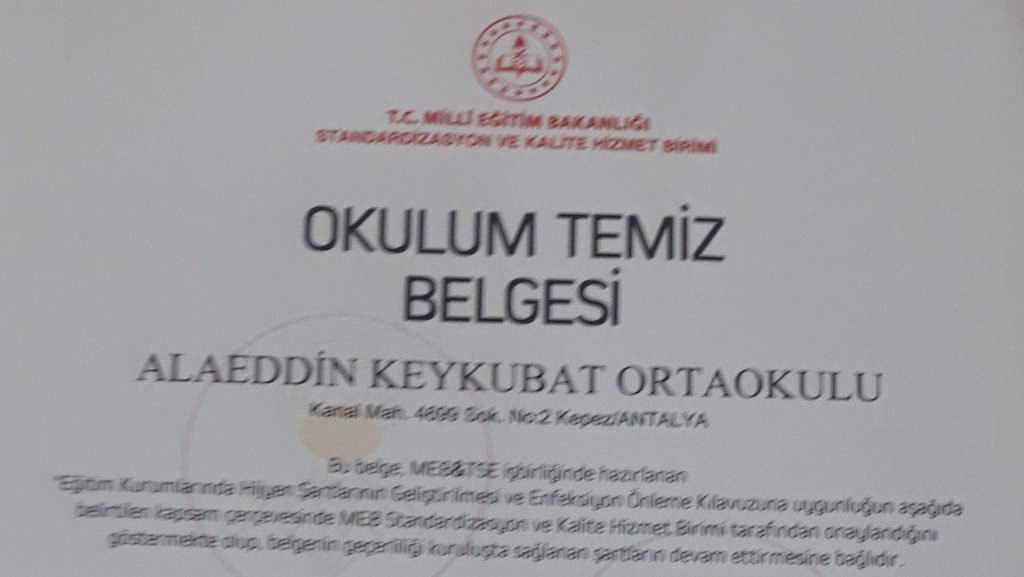 T.C. MİLLÎ EĞİTİM BAKANLIĞI
STANDARDİZASYON VE KALİTE HİZMET BİRİMİ
OKULUM TEMİZ
BELGESİ
ALAEDDİN KEYKUBAT ORTAOKULU
Kanal Mah. 4699 Sok. No:2 Kepez/ANTALYA
Bu belge, MEB&TSE işbirliğinde hazırlanan
"Eğitim Kurumlarında Hijyen Şartlarının Geliştirilmesi ve Enfeksiyon Önleme Kılavuzuna uygunluğun aşağıda
belirtilen kapsam çerçevesinde MEB Standardizasyon ve Kalite Hizmet Birimi tarafından onaylandığını
göstermekte olup, belgenin geçerliliği kuruluşta sağlanan şartların devam ettirmesine bağlıdır.